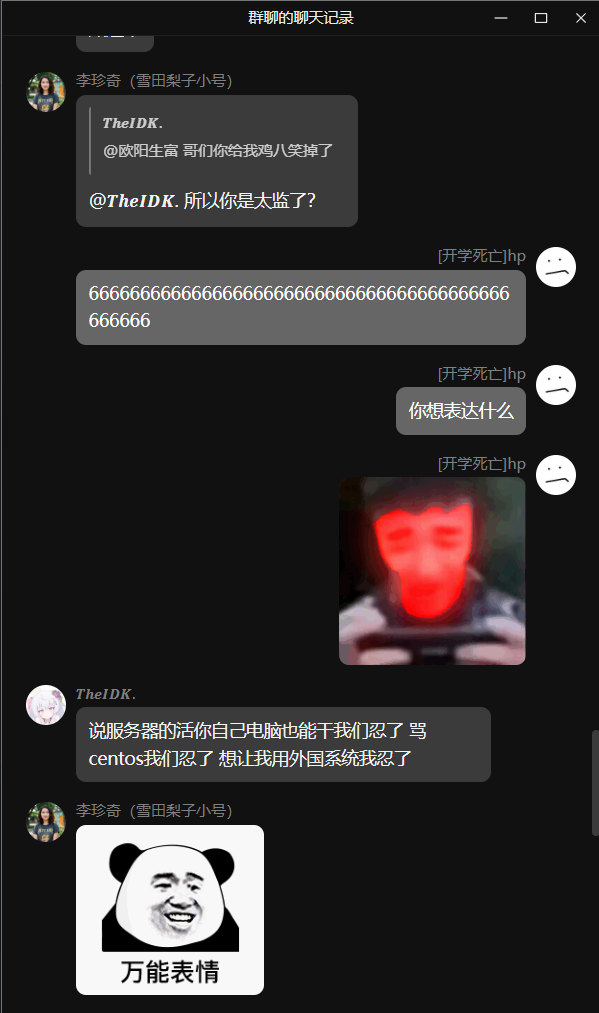 群聊的聊天记录
李珍奇（雪田梨子小号）
TheIDK.
@欧阳生富 哥们你给我鸡八笑掉了
@TheIDK. 所以你是太监了?
[开学死亡]hp
66666666666666666666666666666666666666666
666666
[开学死亡]hp
你想表达什么
[开学死亡]hp
TheIDK.
说服务器的活你自己电脑也能干我们忍了 骂
centos我们忍了 想让我用外国系统我忍了
李珍奇（雪田梨子小号）
万能表情